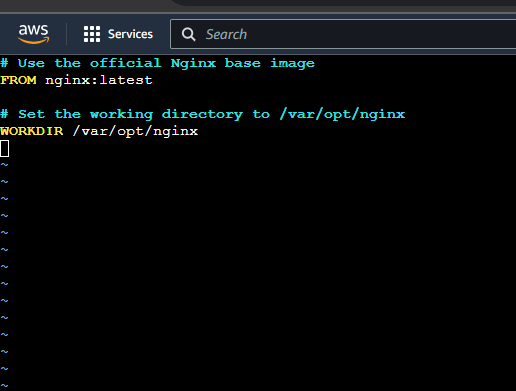 aws Services Search
# Use the official Nginx base image
FROM nginx:latest
# Set the working directory to /var/opt/nginx
WORKDIR /var/opt/nginx
~
~
~
~
~
~
~
~
~
~
~
~
~
~